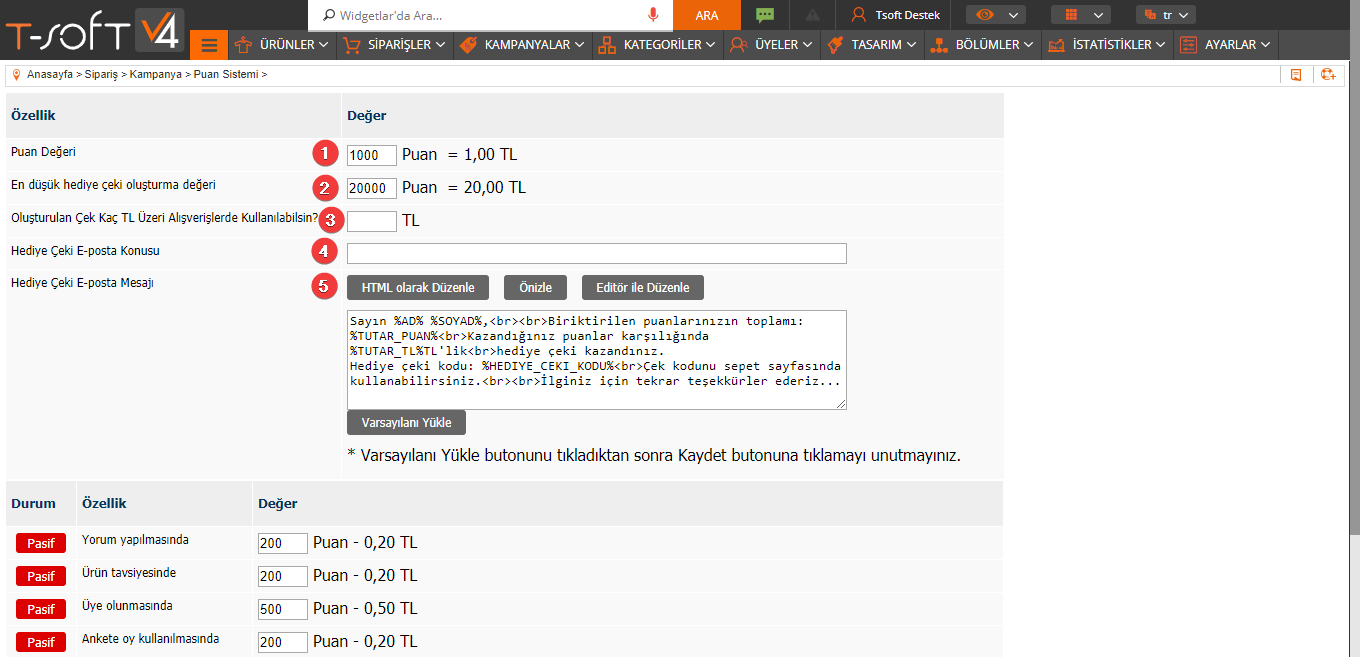 T-SOFT V4
Widgetlar'da Ara...
ARA
Tsoft Destek
tr
ÜRÜNLER
SİPARİŞLER
KAMPANYALAR
KATEGORİLER
ÜYELER
TASARIM
BÖLÜMLER
İSTATİSTİKLER
AYARLAR
Anasayfa > Sipariş > Kampanya > Puan Sistemi >
Özellik Değer
Puan Değeri 1 1000 Puan = 1,00 TL
En düşük hediye çeki oluşturma değeri 2 20000 Puan = 20,00 TL
Oluşturulan Çek Kaç TL Üzeri Alışverişlerde Kullanılabilsin? 3 TL
Hediye Çeki E-posta Konusu 4
Hediye Çeki E-posta Mesajı 5 HTML olarak Düzenle Önizle Editör ile Düzenle
Sayın %AD% %SOYAD%,<br><br>Biriktirilen puanlarınızın toplamı:
%TUTAR_PUAN%<br>Kazandığınız puanlar karşılığında
%TUTAR_TL%TL'lik<br>hediye çeki kazandınız.
Hediye çeki kodu: %HEDIYE_CEKI_KODU%<br>Çek kodunu sepet sayfasında
kullanabilirsiniz.<br><br>İlginiz için tekrar teşekkürler ederiz...
Varsayılanı Yükle
* Varsayılanı Yükle butonunu tıkladıktan sonra Kaydet butonuna tıklamayı unutmayınız.
Durum Özellik Değer
Pasif Yorum yapılmasında 200 Puan - 0,20 TL
Pasif Ürün tavsiyesinde 200 Puan - 0,20 TL
Pasif Üye olunmasında 500 Puan - 0,50 TL
Pasif Ankete oy kullanılmasında 200 Puan - 0,20 TL